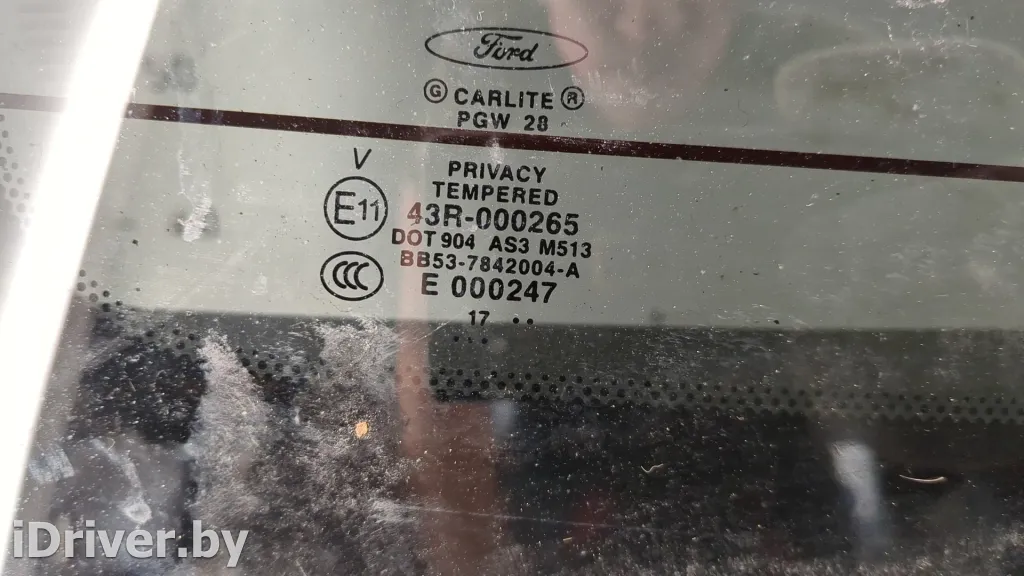 Ford
G CARLITE ®
PGW 28
V
PRIVACY
TEMPERED
E11 43R-000265
DOT 904 AS3 M513
BB53-7842004-A
CCC E 000247
17 ..
...
iDriver.by